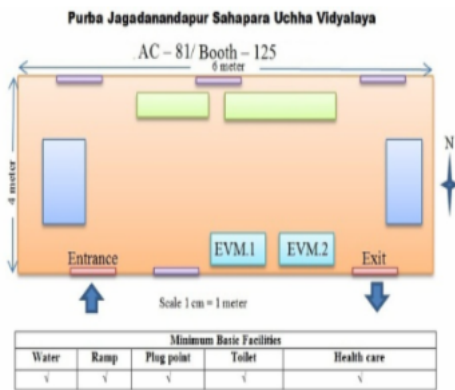 Purba Jagadanandapur Sahapara Uchha Vidyalaya
AC – 81/ Booth – 125
6 meter
4 meter
N
EVM.1 EVM.2
Entrance Exit
Scale 1 cm = 1 meter
Minimum Basic Facilities
Water Ramp Plug point Toilet Health care
√ √ √ √ √